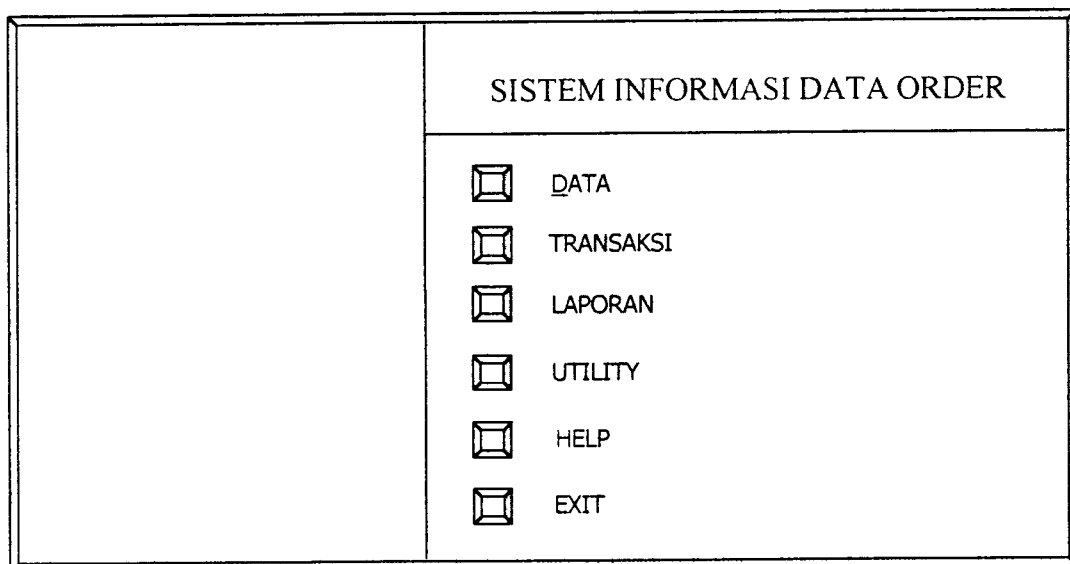 SISTEM INFORMASI DATA ORDER
DATA
TRANSAKSI
LAPORAN
UTILITY
HELP
EXIT